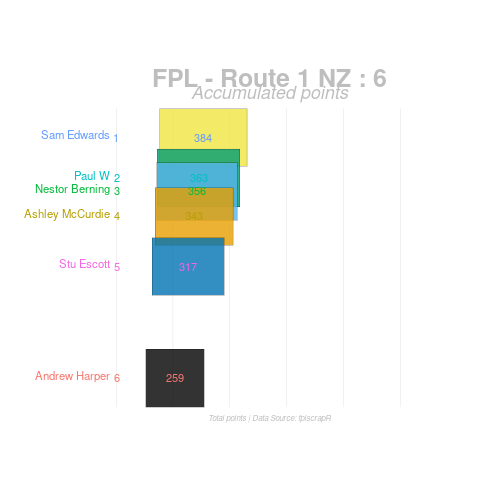 FPL - Route 1 NZ : 6
Accumulated points
Sam Edwards 1 384
Paul W 2 363
Nestor Berning 3 356
Ashley McCurdie 4 343
Stu Escott 5 317
Andrew Harper 6 259
Total points | Data Source: fplscrapR